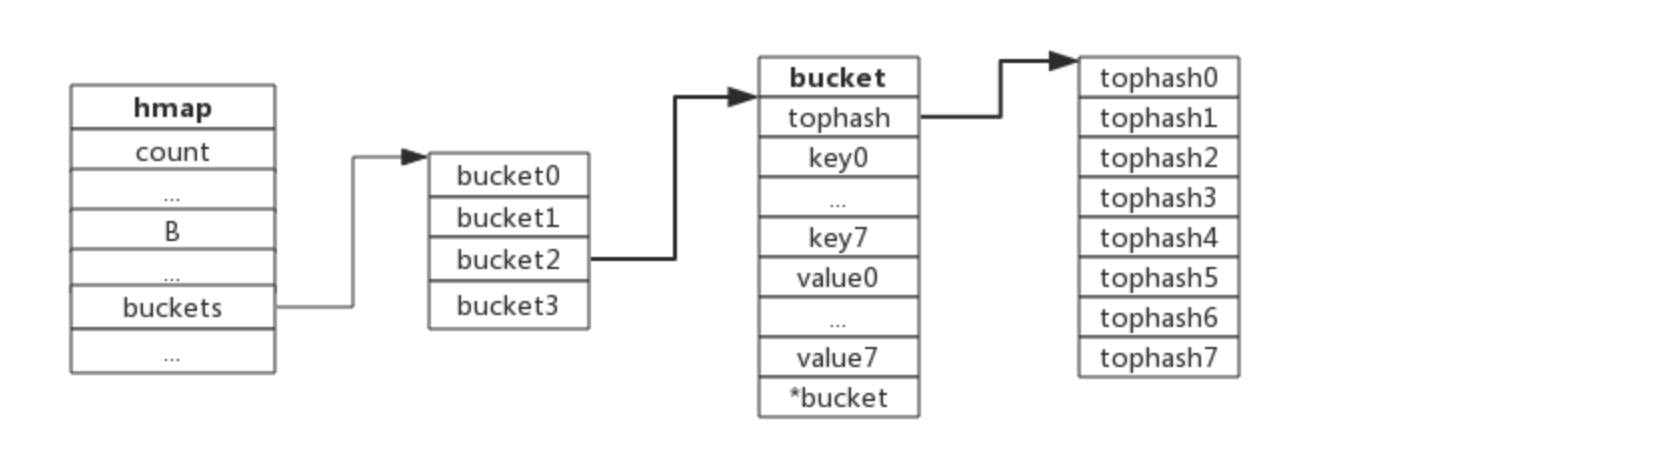 hmap
count
...
B
...
buckets
...
bucket0
bucket1
bucket2
bucket3
bucket
tophash
key0
...
key7
value0
...
value7
*bucket
tophash0
tophash1
tophash2
tophash3
tophash4
tophash5
tophash6
tophash7